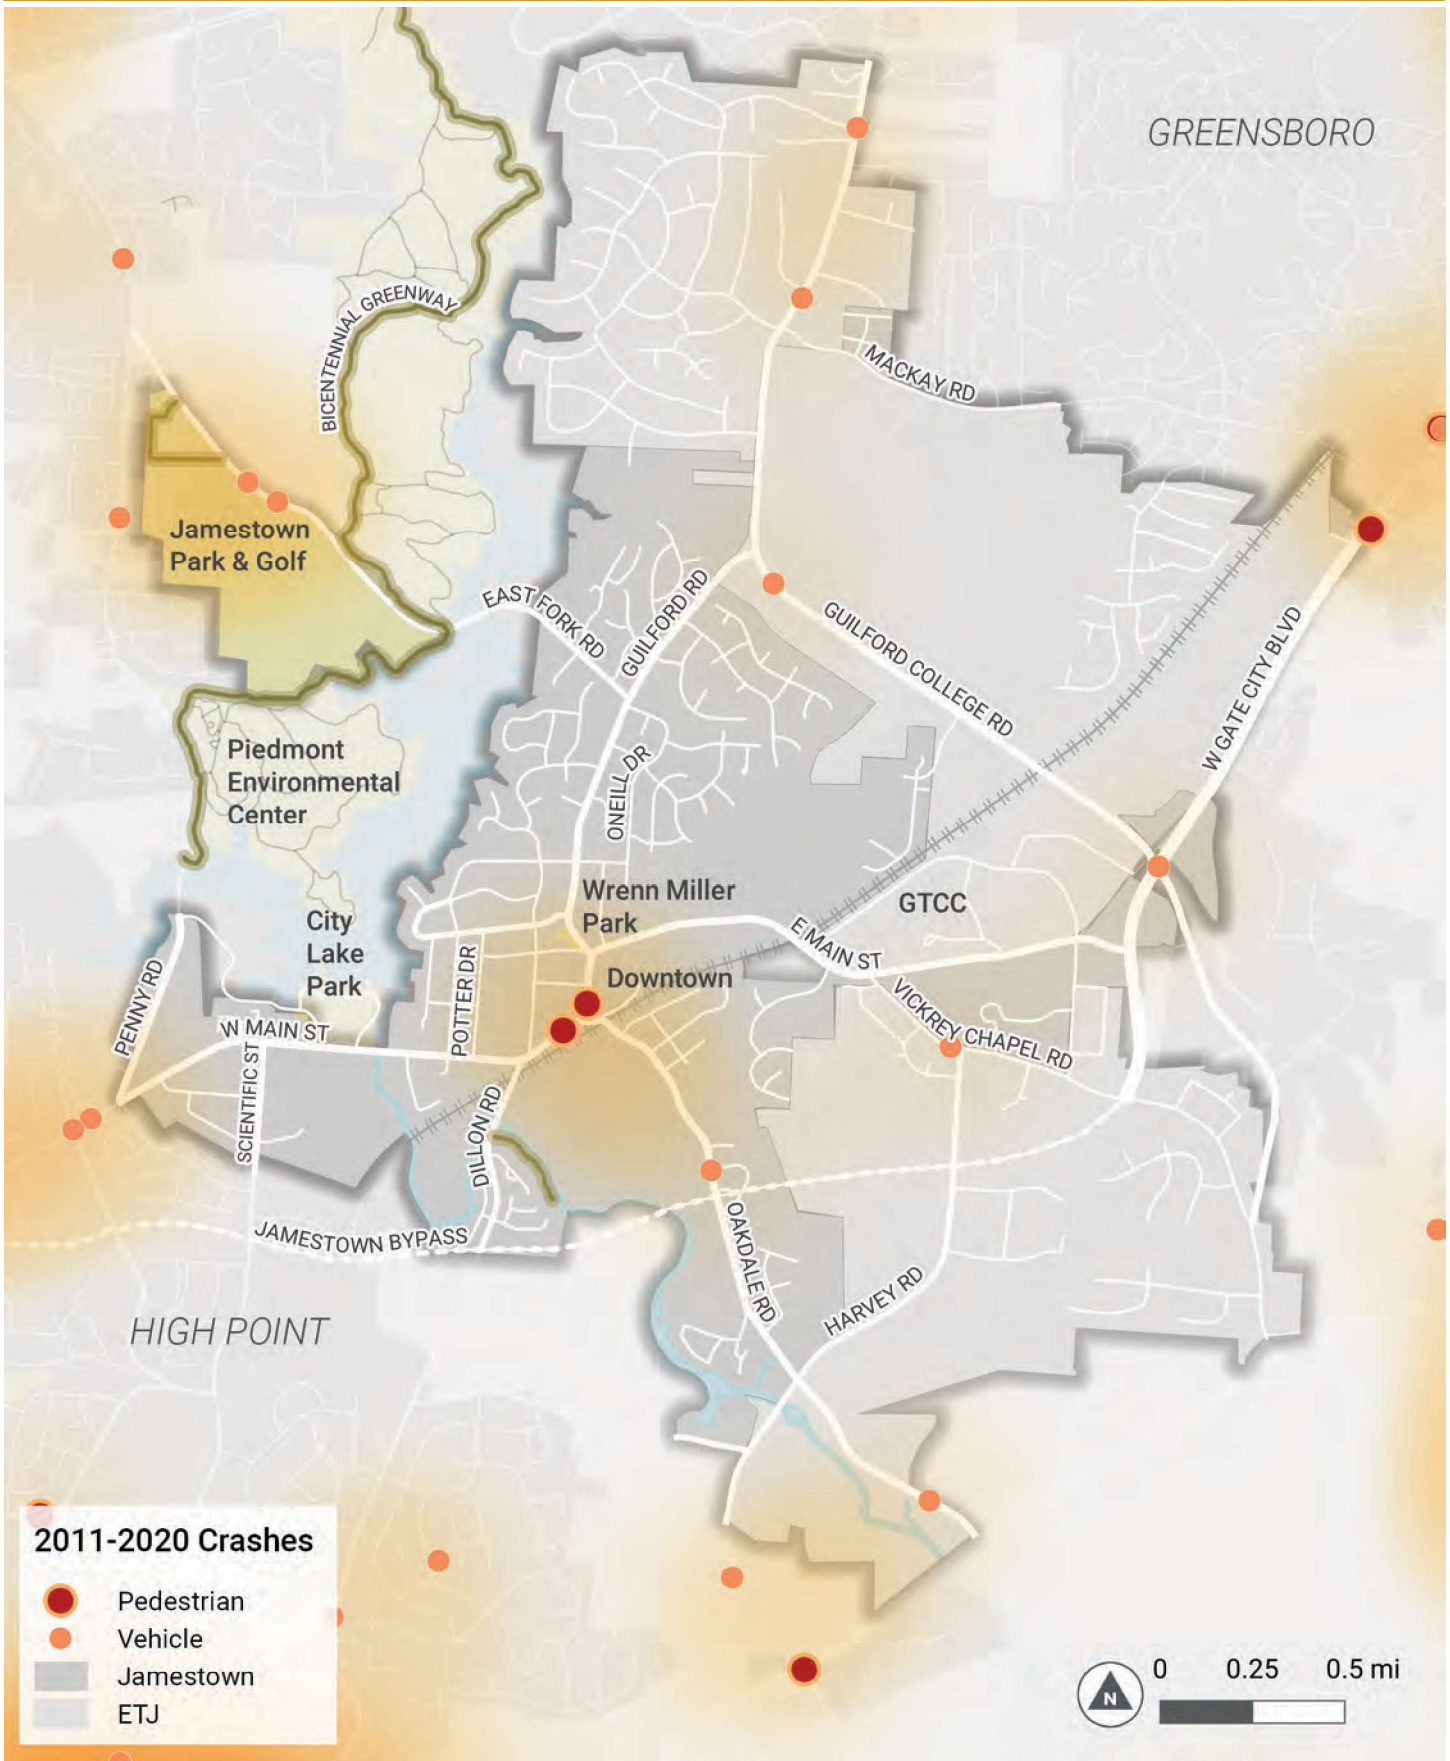 GREENSBORO
BICENTENNIAL GREENWAY
MACKAY RD
Jamestown
Park & Golf
EAST FORK RD
GUILFORD RD
GUILFORD COLLEGE RD
W GATE CITY BLVD
Piedmont
Environmental
Center
ONEILL DR
Wrenn Miller
Park
GTCC
City
Lake
Park
E MAIN ST
POTTER DR
Downtown
PENNY RD
W MAIN ST
VICKREY CHAPEL RD
SCIENTIFIC ST
DILLON RD
JAMESTOWN BYPASS
OAKDALE RD
HARVEY RD
HIGH POINT
2011-2020 Crashes
Pedestrian
Vehicle
Jamestown
ETJ
N
0 0.25 0.5 mi